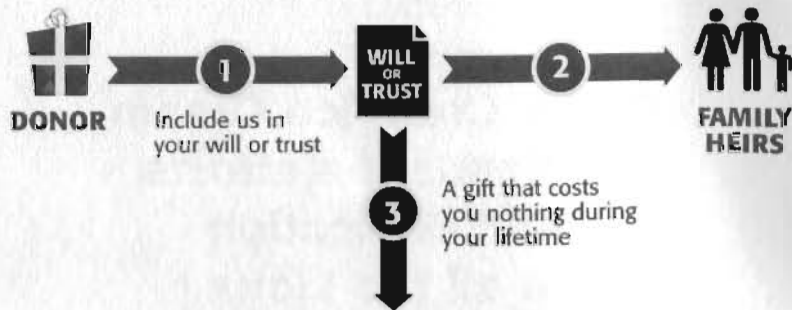 1
WILL
OR
TRUST
2
DONOR
Include us in
your will or trust
FAMILY
HEIRS
3
A gift that costs
you nothing during
your lifetime